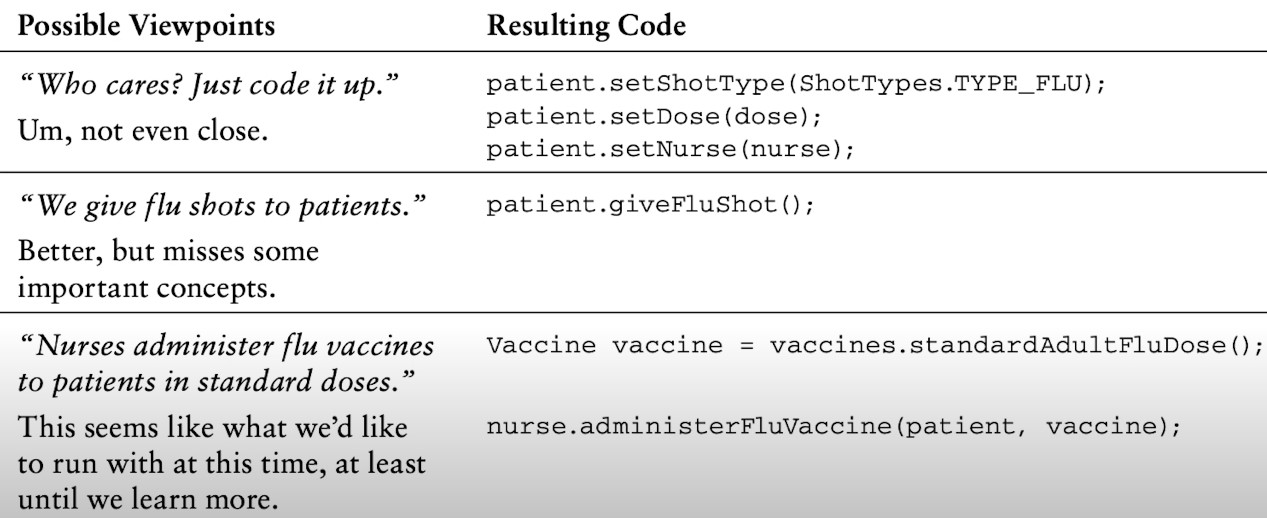 Possible Viewpoints Resulting Code
“Who cares? Just code it up.” patient.setShotType(ShotTypes.TYPE_FLU);
Um, not even close. patient.setDose(dose);
patient.setNurse(nurse);
“We give flu shots to patients.” patient.giveFluShot();
Better, but misses some
important concepts.
“Nurses administer flu vaccines Vaccine vaccine = vaccines.standardAdultFluDose();
to patients in standard doses.”
This seems like what we’d like nurse.administerFluVaccine(patient, vaccine);
to run with at this time, at least
until we learn more.